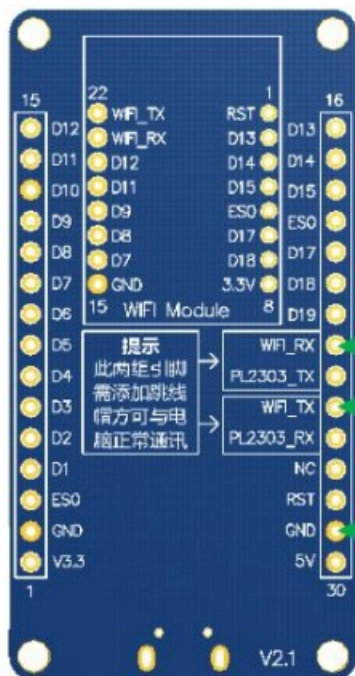 15
16
22
1
D12
WIFI_TX
RST
D13
D11
WIFI_RX
D13
D14
D10
D12
D14
D15
D9
D11
D15
ES0
D8
D9
ES0
D17
D7
D8
D17
D18
D6
D7
D18
D19
GND
3.3V
15
WIFI Module
8
D5
D4
D3
D2
提示
此两组引脚
需添加跳线
帽方可与电
脑正常通讯
WIFI_RX
PL2303_TX
WIFI_TX
PL2303_RX
D1
NC
ES0
RST
GND
GND
V3.3
5V
1
30
V2.1